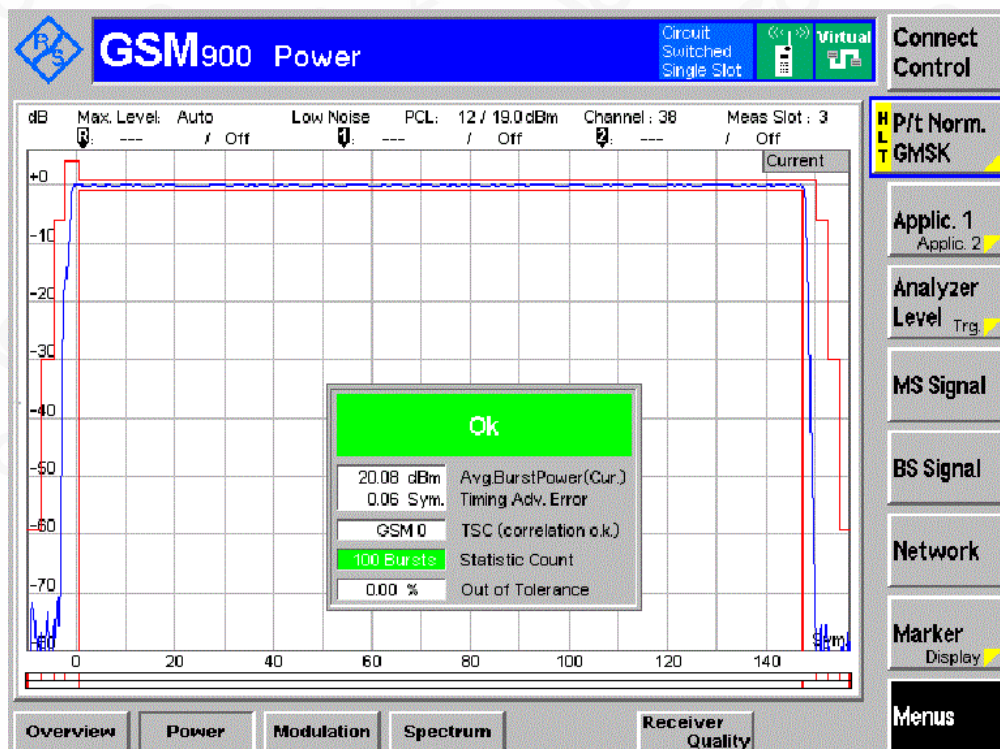 R S
GSM900 Power
Circuit Switched Single Slot
Virtual
Connect Control
dB Max. Level: Auto Low Noise PCL: 12 / 19.0 dBm Channel : 38 Meas Slot : 3
R: --- / Off 1: --- / Off 2: --- / Off
HLT
P/t Norm. GMSK
Current
+0
-10
-20
-30
-40
-50
-60
-70
-80
Ok
20.08 dBm Avg.BurstPower(Cur.)
0.06 Sym. Timing Adv. Error
GSM 0 TSC (correlation o.k.)
100 Bursts Statistic Count
0.00 % Out of Tolerance
Sym.
0 20 40 60 80 100 120 140
Applic. 1
Applic. 2
Analyzer
Level Trg.
MS Signal
BS Signal
Network
Marker
Display
Menus
Overview Power Modulation Spectrum Receiver Quality